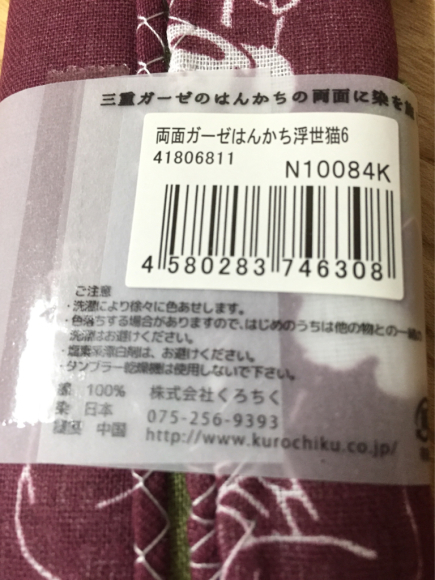 三重ガーゼのはんかちの両面に染を
両面ガーゼはんかち浮世猫6
41806811
N10084K
4 580283 746308
ご注意
・洗濯により徐々に色あせします。
・色落ちする場合がありますので、はじめのうちは他の物との一緒の
洗濯はお避けください。
・塩素系漂白剤は、お避けください。
・タンブラー乾燥機は使用しないで下さい。
綿 100% 株式会社くろちく
染 日本 075-256-9393
縫製 中国 http://www.kurochiku.co.jp/